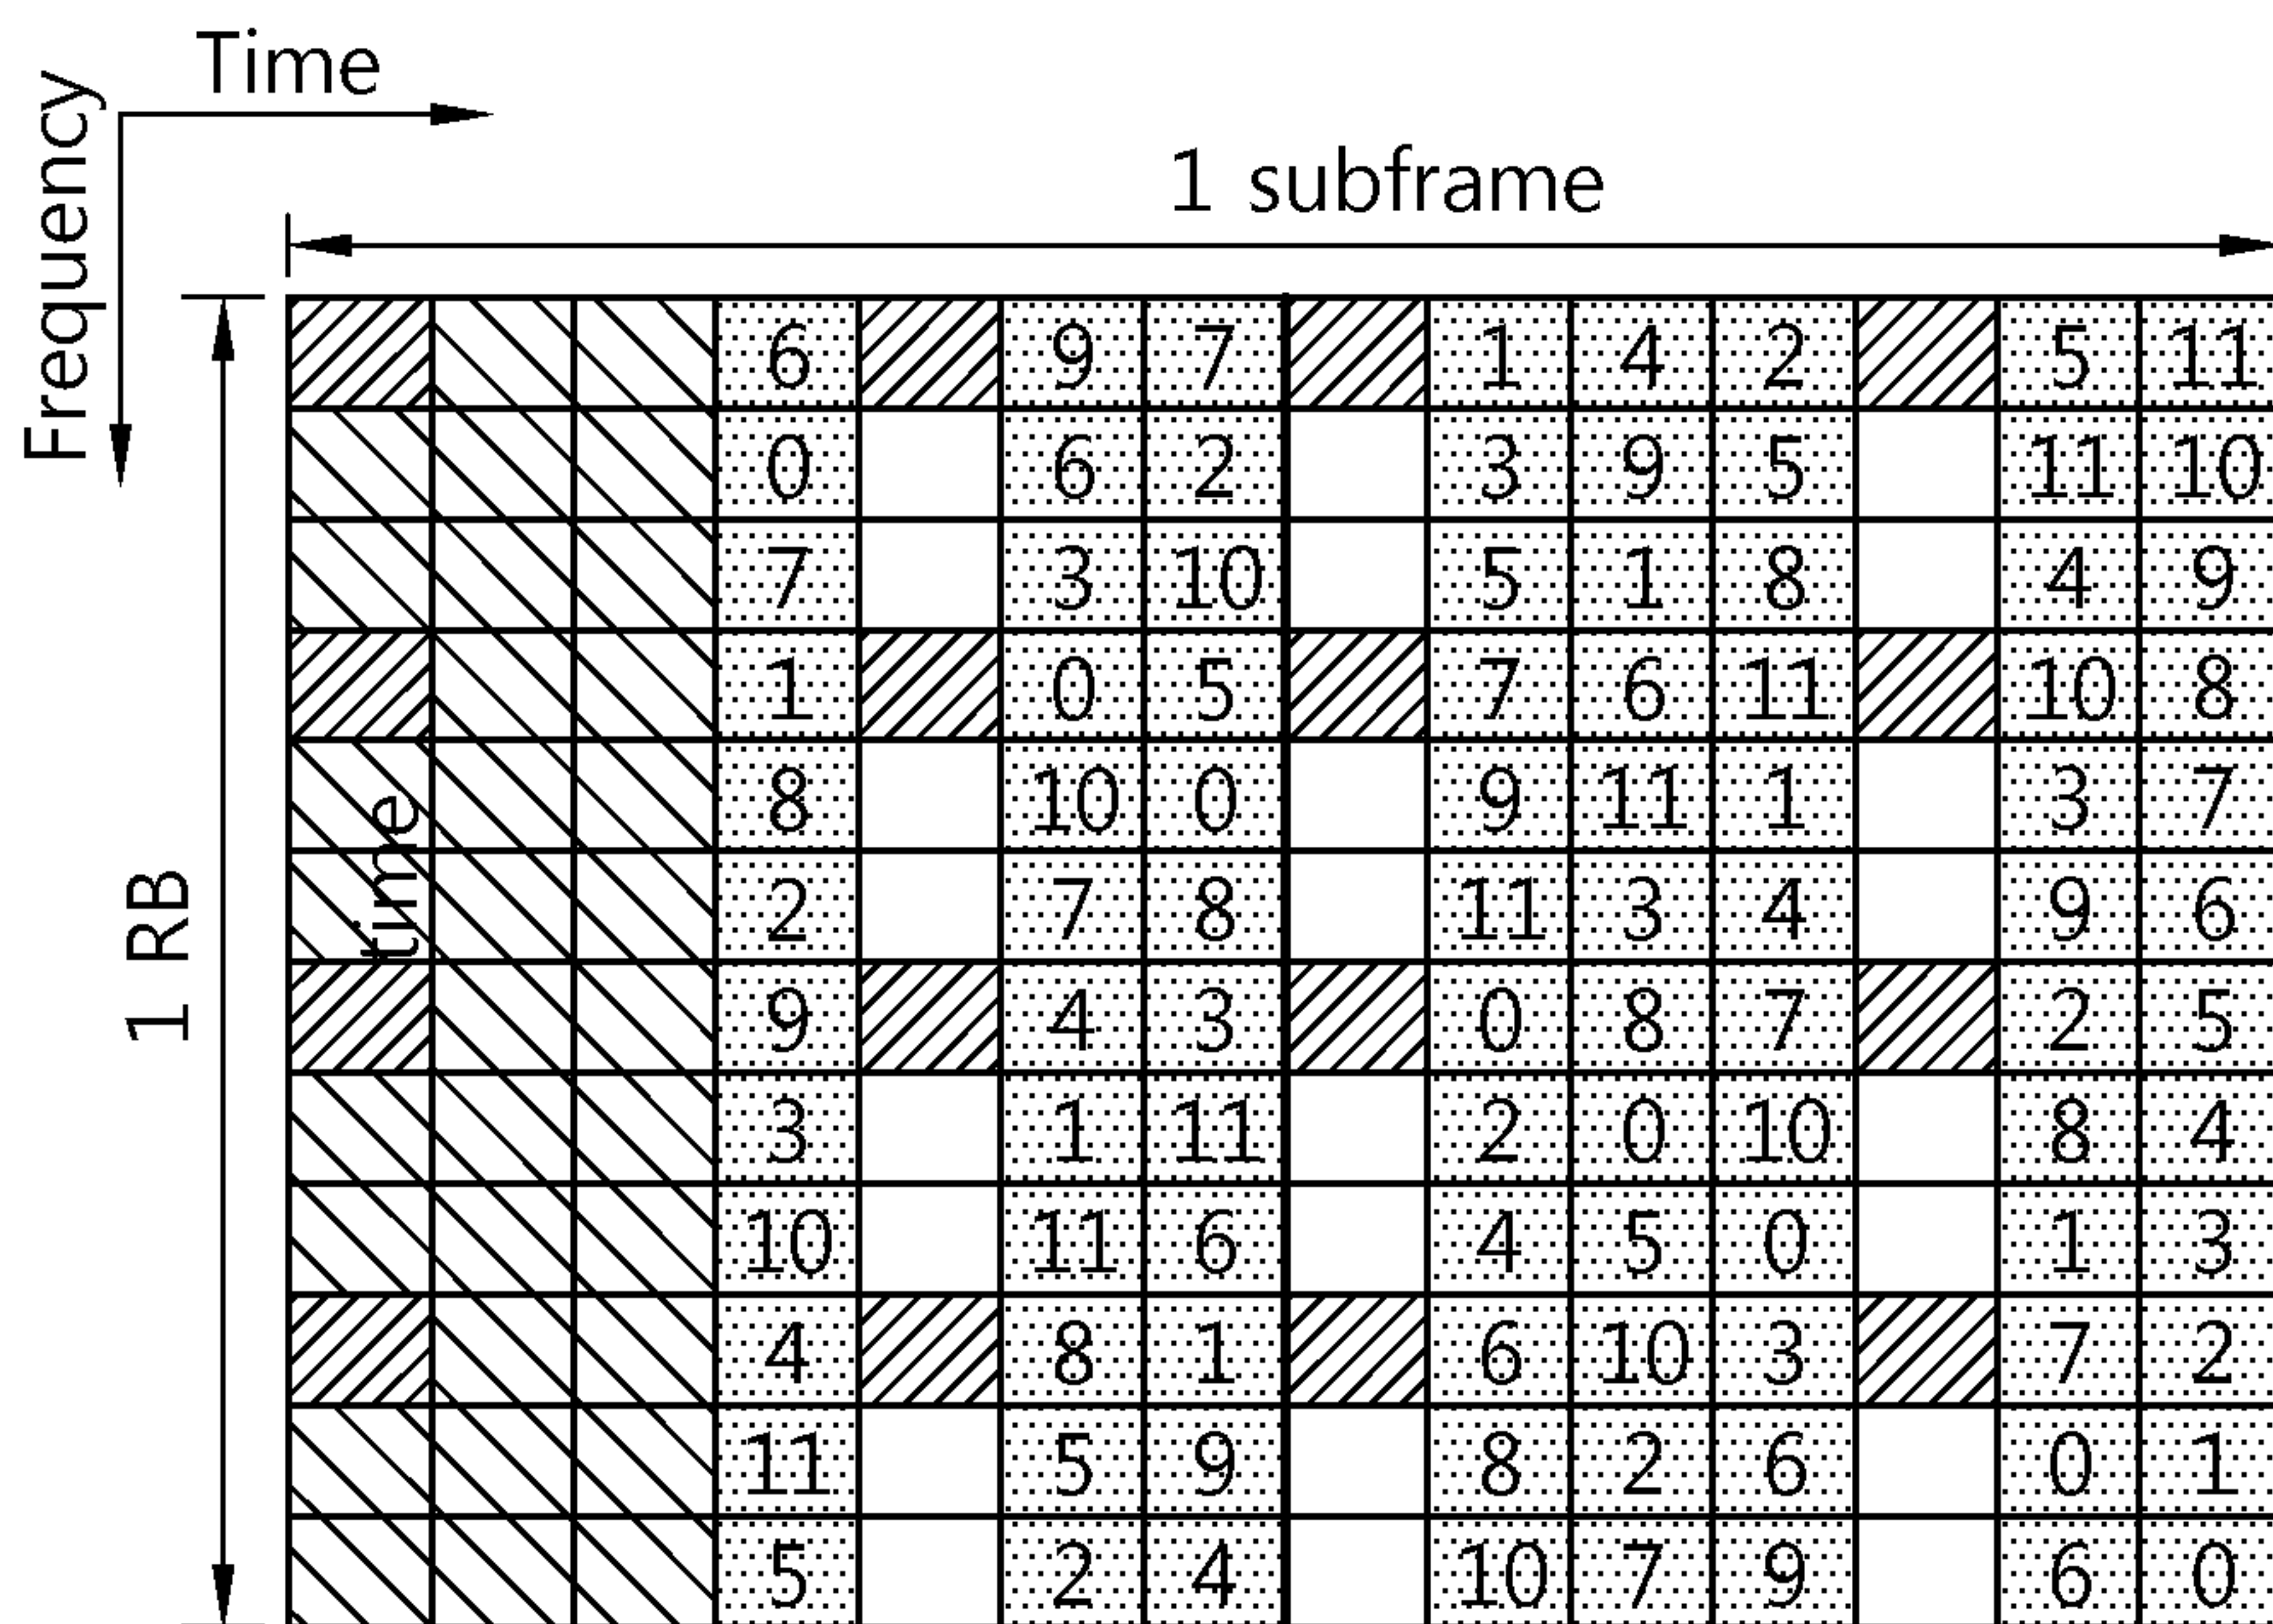 Time
Frequency
1 subframe
1 RB
time
6 9 7 1 4 2 5 11
0 6 2 3 9 5 11 10
7 3 10 5 1 8 4 9
1 0 5 7 6 11 10 8
8 10 0 9 11 1 3 7
2 7 8 11 3 4 9 6
9 4 3 0 8 7 2 5
3 1 11 2 0 10 8 4
10 11 6 4 5 0 1 3
4 8 1 6 10 3 7 2
11 5 9 8 2 6 0 1
5 2 4 10 7 9 6 0